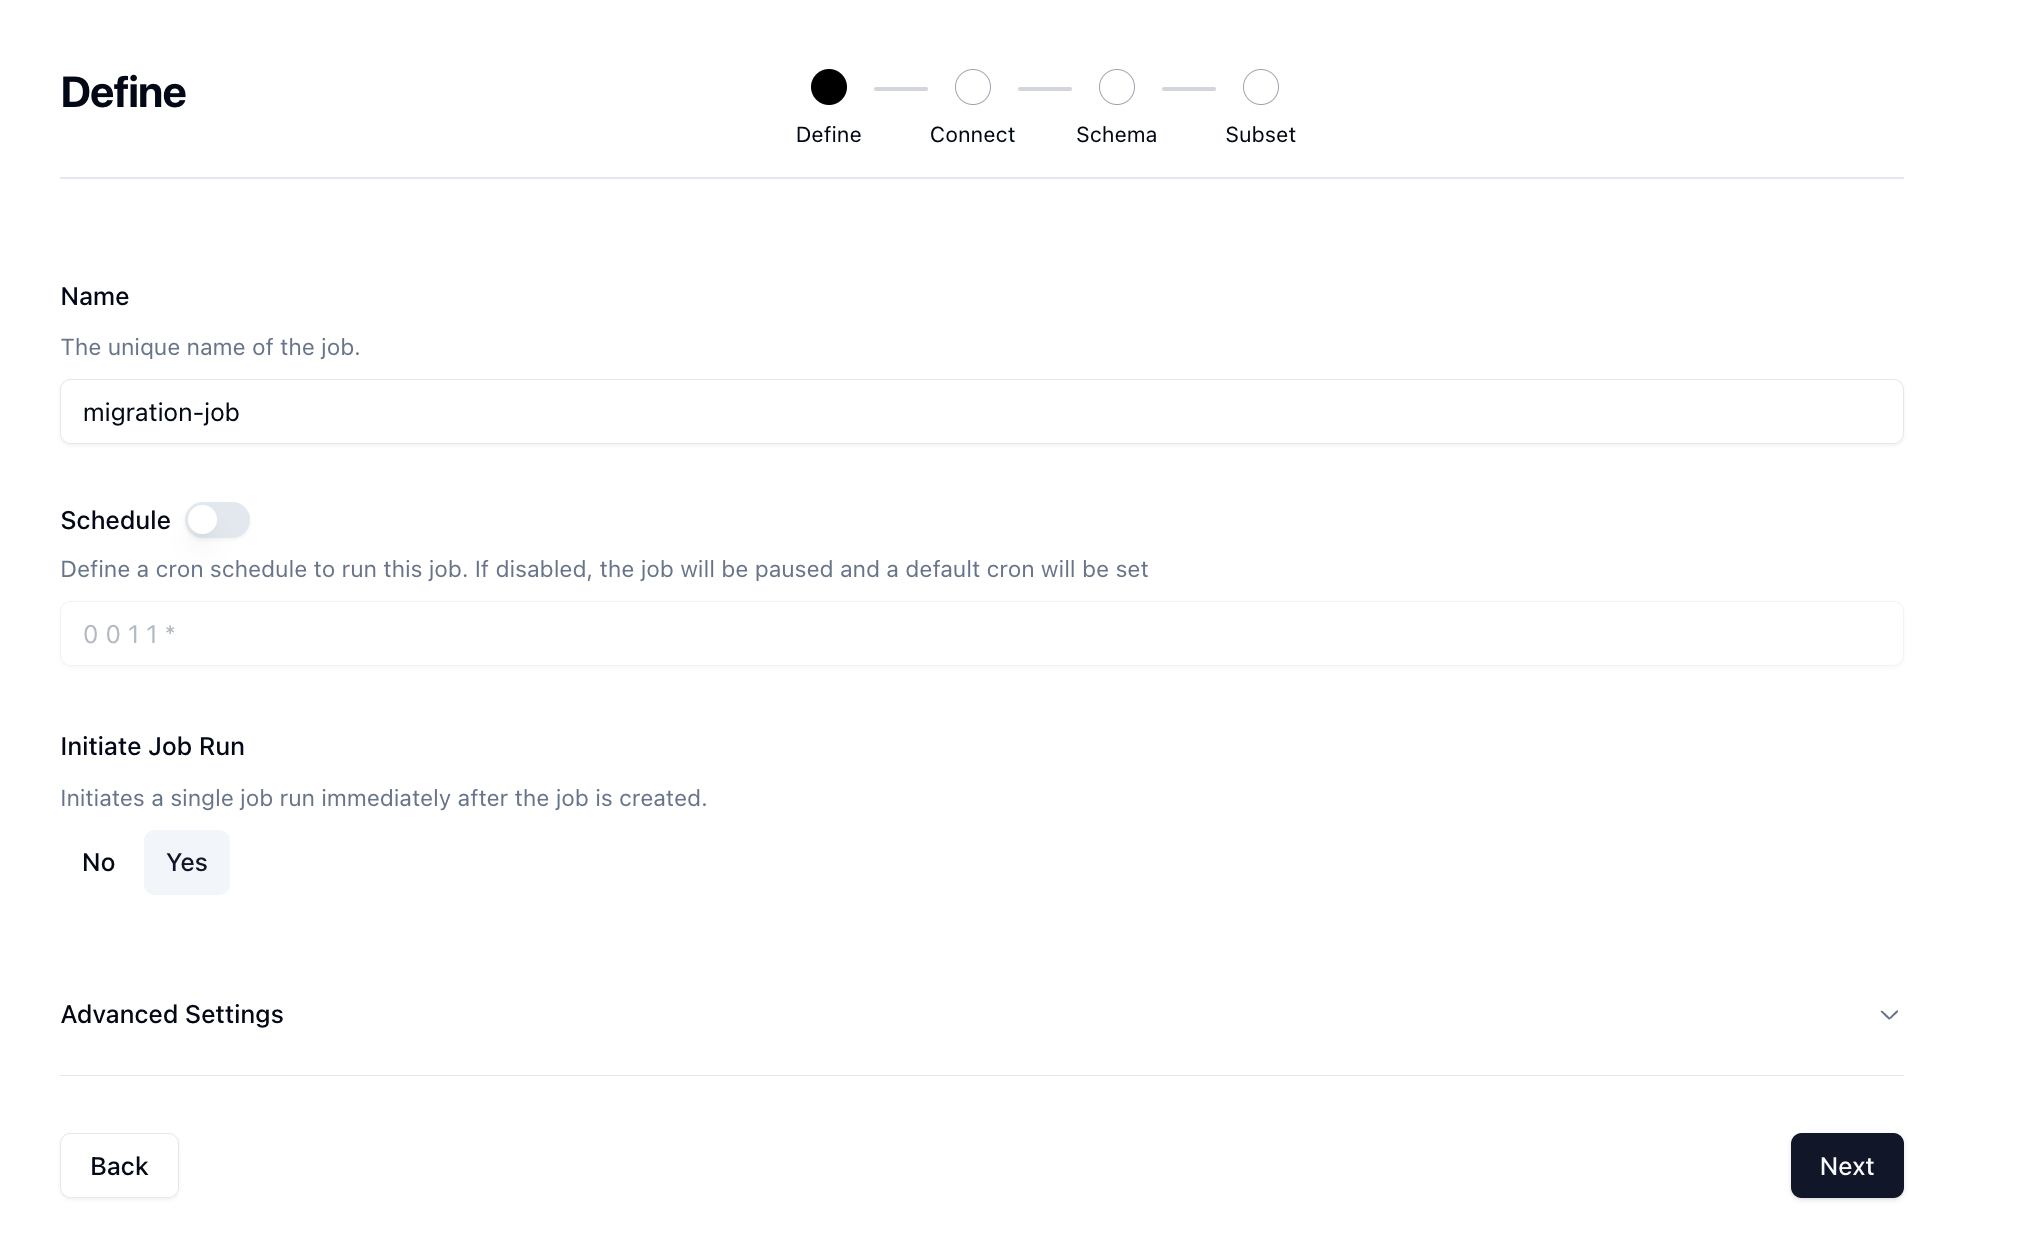 Define
Define
Connect
Schema
Subset
Name
The unique name of the job.
migration-job
Schedule
Define a cron schedule to run this job. If disabled, the job will be paused and a default cron will be set
0 0 1 1 *
Initiate Job Run
Initiates a single job run immediately after the job is created.
No Yes
Advanced Settings
Back
Next